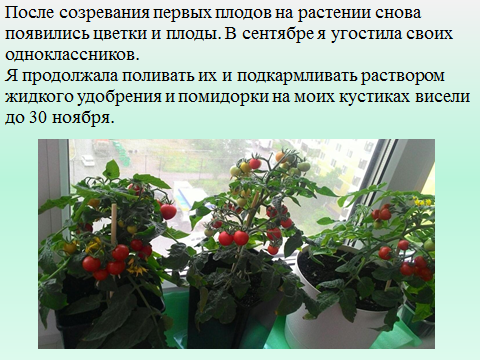 После созревания первых плодов на растении снова
появились цветки и плоды. В сентябре я угостила своих
одноклассников.
Я продолжала поливать их и подкармливать раствором
жидкого удобрения и помидорки на моих кустиках висели
до 30 ноября.